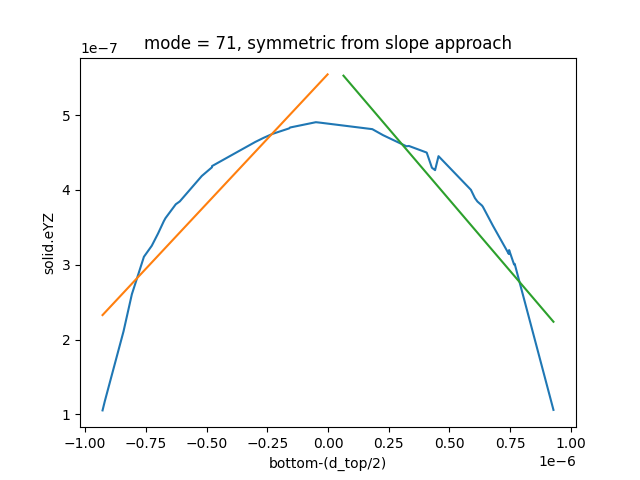 mode = 71, symmetric from slope approach
1e−7
5
4
3
2
1
solid.eYZ
−1.00 −0.75 −0.50 −0.25 0.00 0.25 0.50 0.75 1.00
bottom-(d_top/2)
1e−6